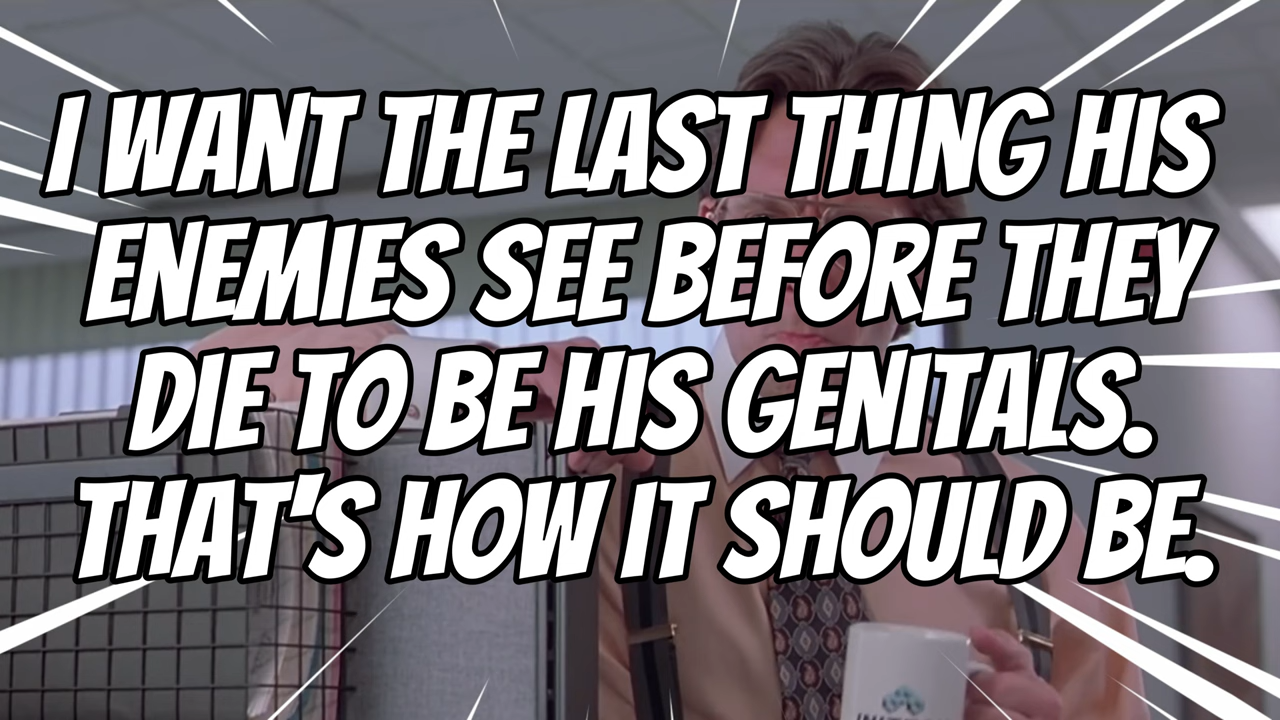 I WANT THE LAST THING HIS
ENEMIES SEE BEFORE THEY
DIE TO BE HIS GENITALS.
THAT'S HOW IT SHOULD BE.